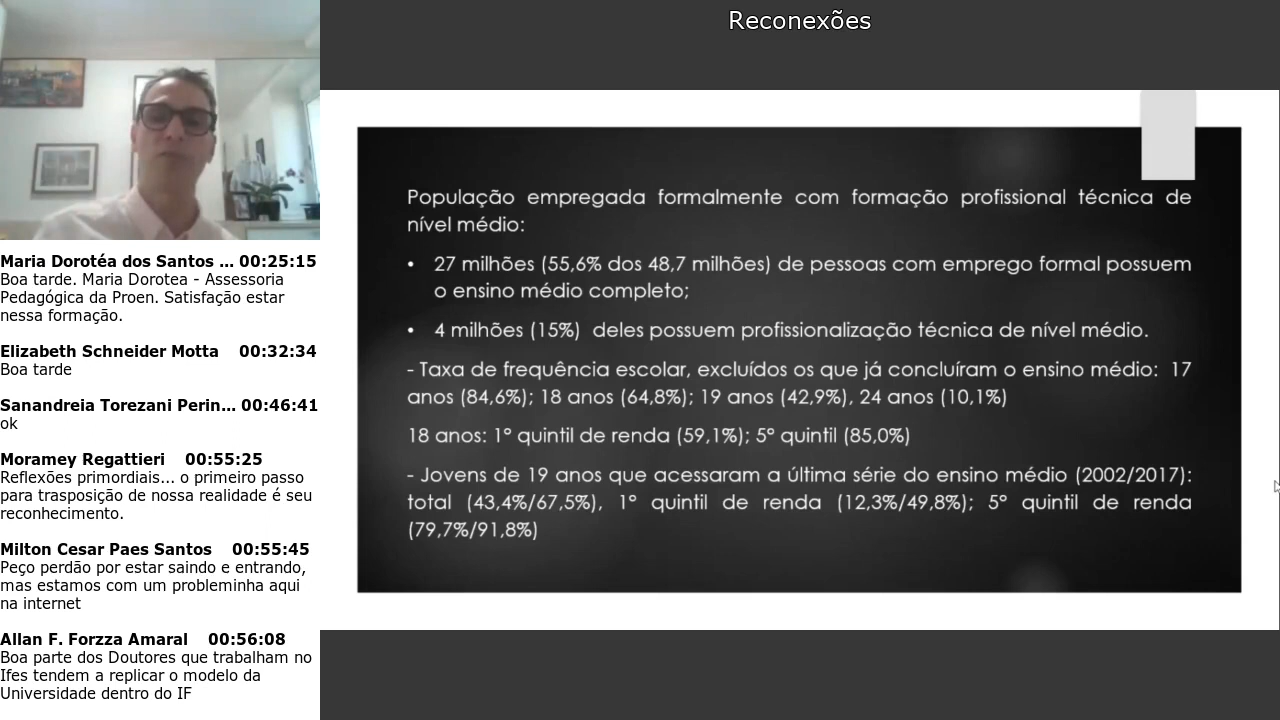 Reconexões
População empregada formalmente com formação profissional técnica de
nível médio:
• 27 milhões (55,6% dos 48,7 milhões) de pessoas com emprego formal possuem
o ensino médio completo;
• 4 milhões (15%) deles possuem profissionalização técnica de nível médio.
- Taxa de frequência escolar, excluídos os que já concluíram o ensino médio: 17
anos (84,6%); 18 anos (64,8%); 19 anos (42,9%), 24 anos (10,1%)
18 anos: 1º quintil de renda (59,1%); 5º quintil (85,0%)
- Jovens de 19 anos que acessaram a última série do ensino médio (2002/2017):
total (43,4%/67,5%), 1º quintil de renda (12,3%/49,8%); 5º quintil de renda
(79,7%/91,8%)
Maria Dorotéa dos Santos ... 00:25:15
Boa tarde. Maria Dorotea - Assessoria
Pedagógica da Proen. Satisfação estar
nessa formação.
Elizabeth Schneider Motta 00:32:34
Boa tarde
Sanandreia Torezani Perin... 00:46:41
ok
Moramey Regattieri 00:55:25
Reflexões primordiais... o primeiro passo
para trasposição de nossa realidade é seu
reconhecimento.
Milton Cesar Paes Santos 00:55:45
Peço perdão por estar saindo e entrando,
mas estamos com um probleminha aqui
na internet
Allan F. Forzza Amaral 00:56:08
Boa parte dos Doutores que trabalham no
Ifes tendem a replicar o modelo da
Universidade dentro do IF